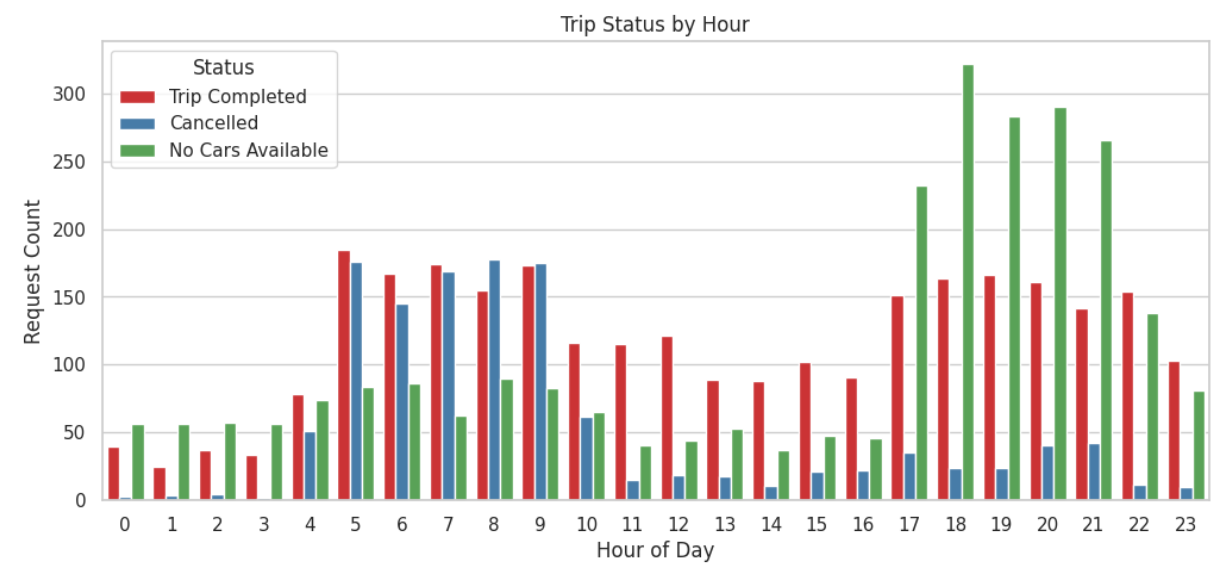 Trip Status by Hour
Status
Trip Completed
Cancelled
No Cars Available
Request Count
300
250
200
150
100
50
0
0 1 2 3 4 5 6 7 8 9 10 11 12 13 14 15 16 17 18 19 20 21 22 23
Hour of Day